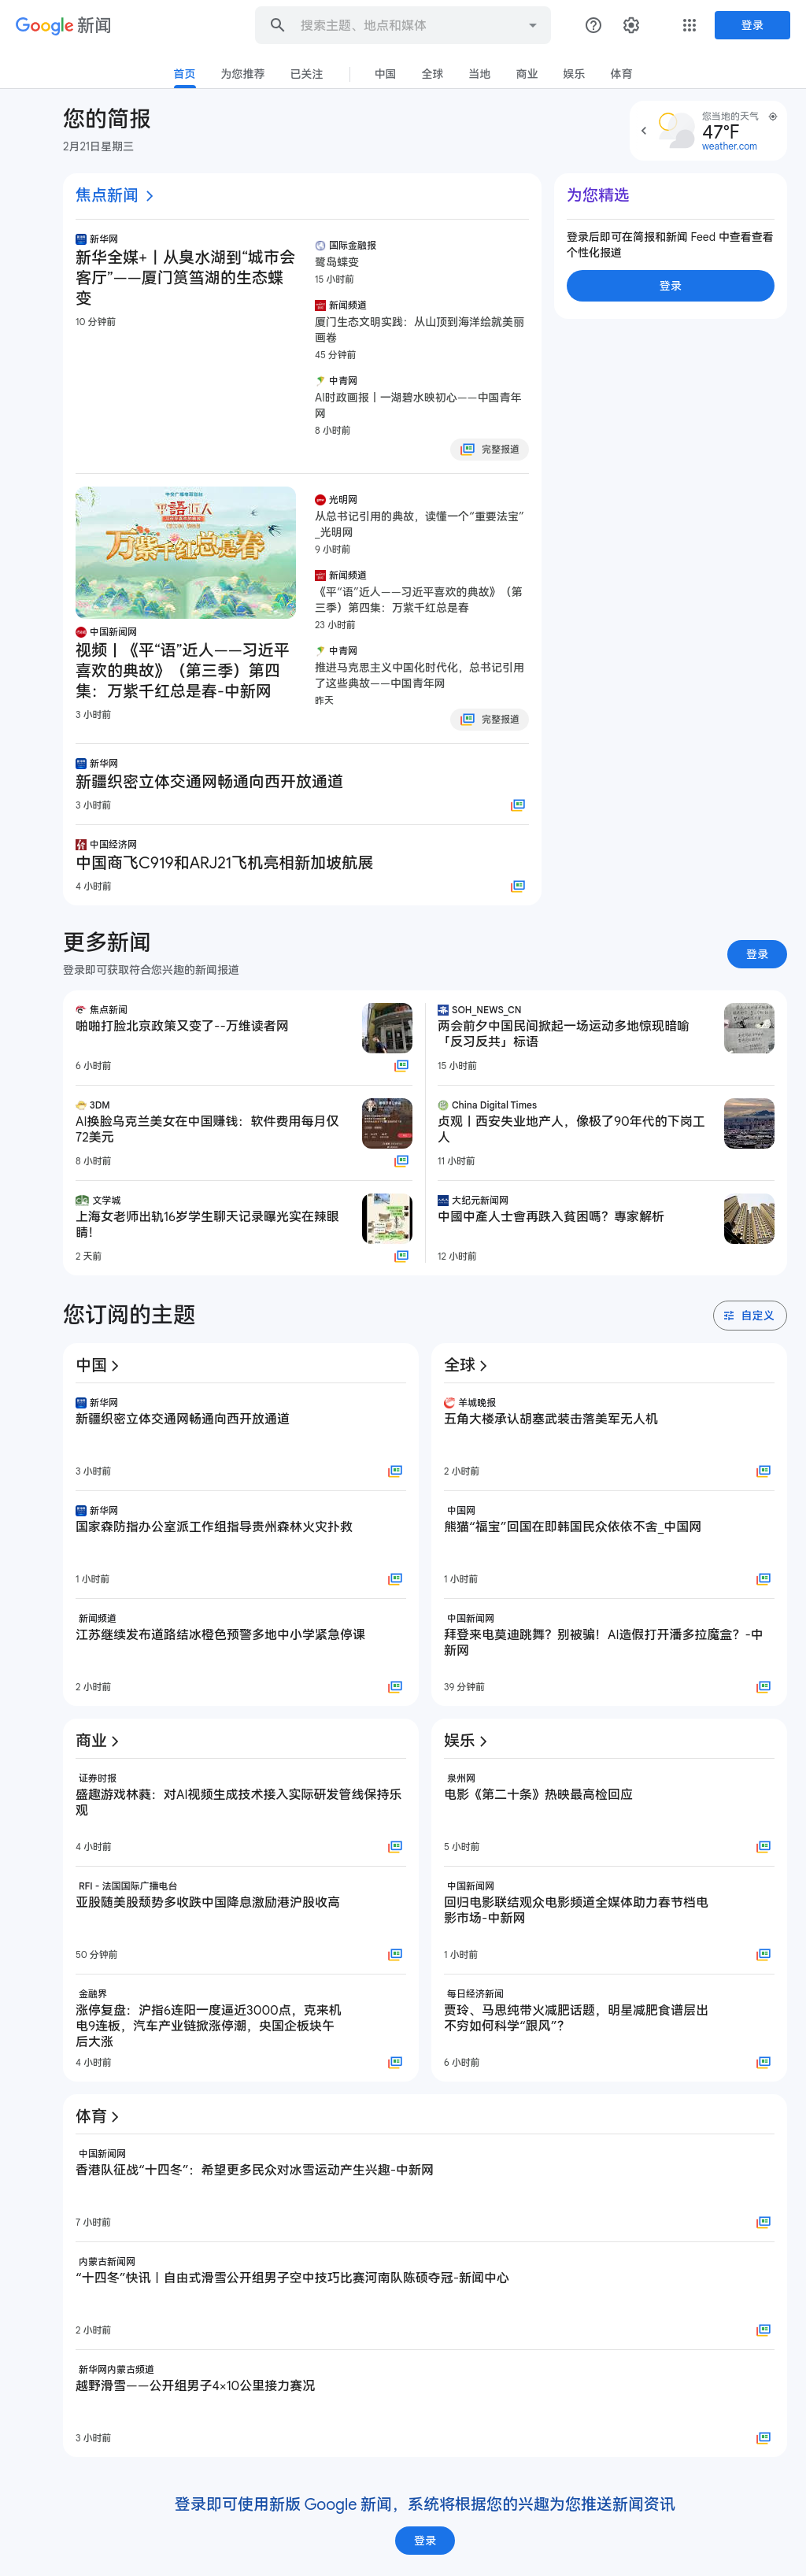 Google 新闻
搜索主题、地点和媒体
登录
首页 为您推荐 已关注 中国 全球 当地 商业 娱乐 体育
您的简报
2月21日星期三
您当地的天气
47°F
weather.com
焦点新闻
新华网
新华全媒+丨从臭水湖到“城市会
客厅”——厦门筼筜湖的生态蝶
变
10 分钟前
国际金融报
鹭岛蝶变
15 小时前
新闻频道
厦门生态文明实践：从山顶到海洋绘就美丽
画卷
45 分钟前
中青网
AI时政画报丨一湖碧水映初心——中国青年
网
8 小时前
完整报道
为您精选
登录后即可在简报和新闻 Feed 中查看查看
个性化报道
登录
平語近人
万紫千红总是春
中国新闻网
视频丨《平“语”近人——习近平
喜欢的典故》（第三季）第四
集：万紫千红总是春-中新网
3 小时前
光明网
从总书记引用的典故，读懂一个“重要法宝”
_光明网
9 小时前
新闻频道
《平“语”近人——习近平喜欢的典故》（第
三季）第四集：万紫千红总是春
23 小时前
中青网
推进马克思主义中国化时代化，总书记引用
了这些典故——中国青年网
昨天
完整报道
新华网
新疆织密立体交通网畅通向西开放通道
3 小时前
中国经济网
中国商飞C919和ARJ21飞机亮相新加坡航展
4 小时前
更多新闻
登录即可获取符合您兴趣的新闻报道
登录
焦点新闻
啪啪打脸北京政策又变了--万维读者网
6 小时前
SOH_NEWS_CN
两会前夕中国民间掀起一场运动多地惊现暗喻
「反习反共」标语
15 小时前
3DM
AI换脸乌克兰美女在中国赚钱：软件费用每月仅
72美元
8 小时前
China Digital Times
贞观丨西安失业地产人，像极了90年代的下岗工
人
11 小时前
文学城
上海女老师出轨16岁学生聊天记录曝光实在辣眼
睛！
2 天前
大纪元新闻网
中國中產人士會再跌入貧困嗎？專家解析
12 小时前
您订阅的主题
自定义
中国
新华网
新疆织密立体交通网畅通向西开放通道
3 小时前
新华网
国家森防指办公室派工作组指导贵州森林火灾扑救
1 小时前
新闻频道
江苏继续发布道路结冰橙色预警多地中小学紧急停课
2 小时前
全球
羊城晚报
五角大楼承认胡塞武装击落美军无人机
2 小时前
中国网
熊猫“福宝”回国在即韩国民众依依不舍_中国网
1 小时前
中国新闻网
拜登来电莫迪跳舞？别被骗！AI造假打开潘多拉魔盒？-中
新网
39 分钟前
商业
证券时报
盛趣游戏林蕤：对AI视频生成技术接入实际研发管线保持乐
观
4 小时前
RFI - 法国国际广播电台
亚股随美股颓势多收跌中国降息激励港沪股收高
50 分钟前
金融界
涨停复盘：沪指6连阳一度逼近3000点，克来机
电9连板，汽车产业链掀涨停潮，央国企板块午
后大涨
4 小时前
娱乐
泉州网
电影《第二十条》热映最高检回应
5 小时前
中国新闻网
回归电影联结观众电影频道全媒体助力春节档电
影市场-中新网
1 小时前
每日经济新闻
贾玲、马思纯带火减肥话题，明星减肥食谱层出
不穷如何科学“跟风”？
6 小时前
体育
中国新闻网
香港队征战“十四冬”：希望更多民众对冰雪运动产生兴趣-中新网
7 小时前
内蒙古新闻网
“十四冬”快讯丨自由式滑雪公开组男子空中技巧比赛河南队陈硕夺冠-新闻中心
2 小时前
新华网内蒙古频道
越野滑雪——公开组男子4×10公里接力赛况
3 小时前
登录即可使用新版 Google 新闻，系统将根据您的兴趣为您推送新闻资讯
登录